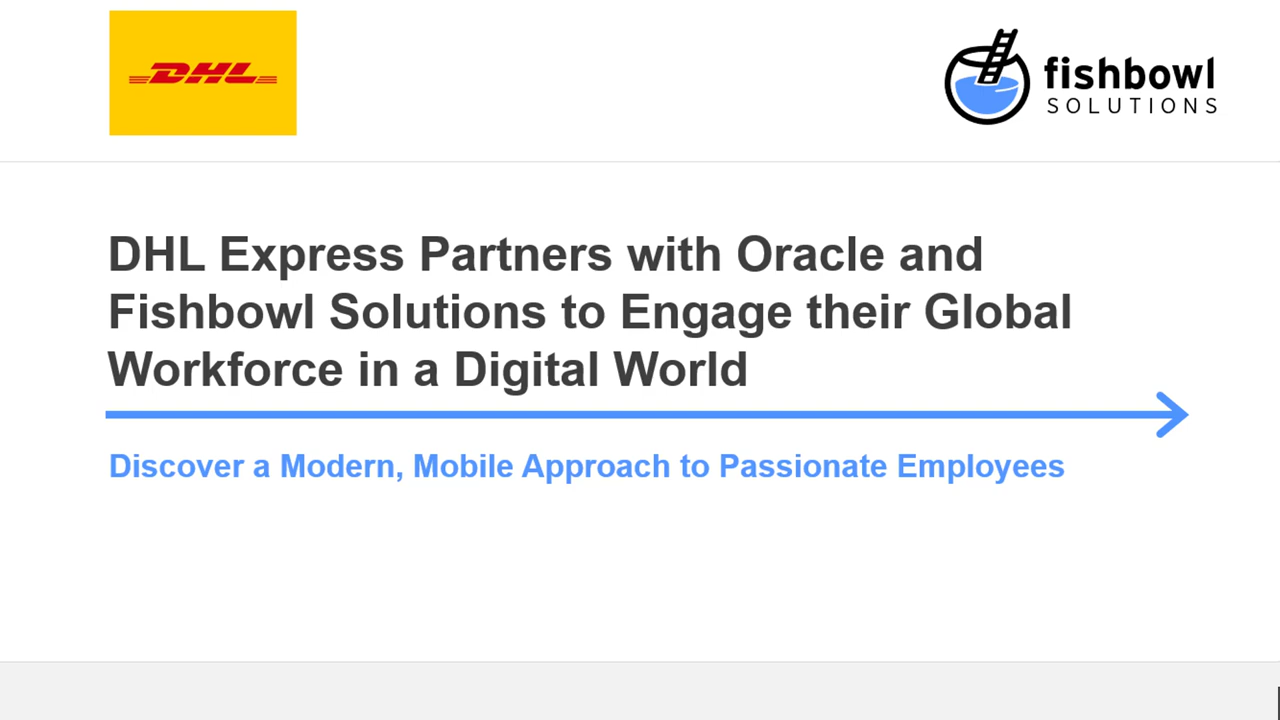 DHL
fishbowl
SOLUTIONS
DHL Express Partners with Oracle and
Fishbowl Solutions to Engage their Global
Workforce in a Digital World
Discover a Modern, Mobile Approach to Passionate Employees